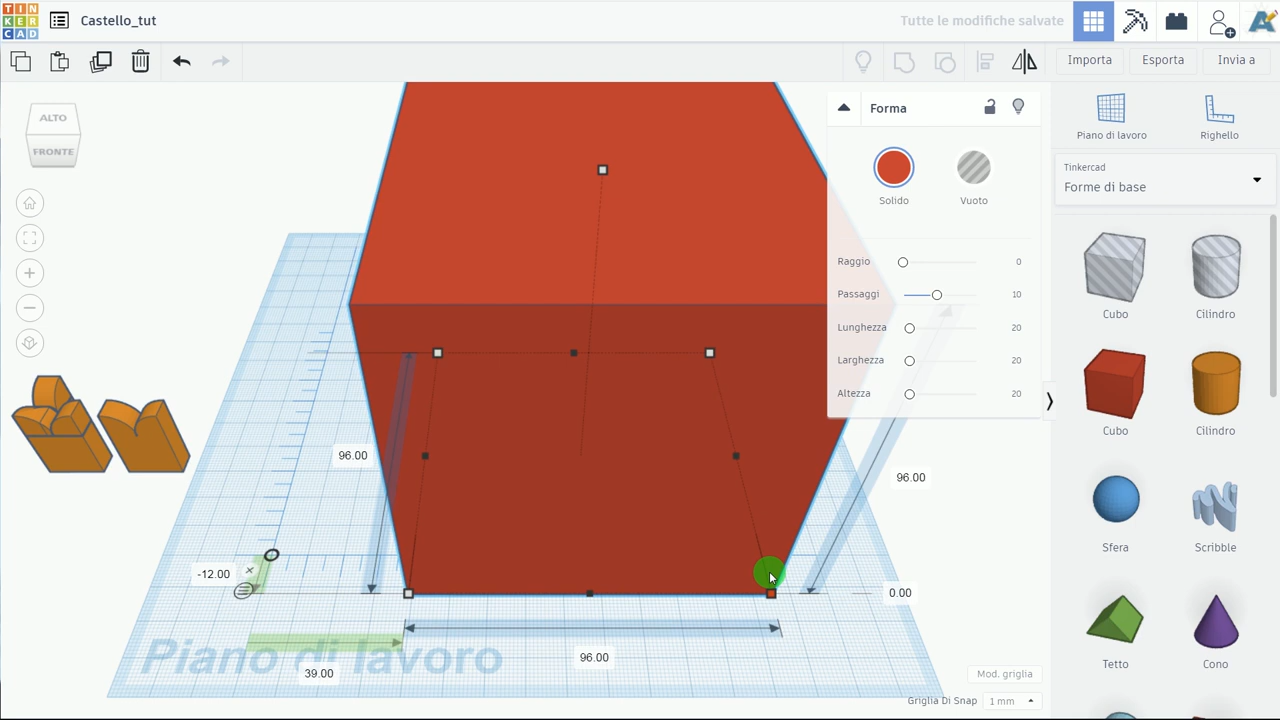 TIN
KER
CAD
Castello_tut
Tutte le modifiche salvate
Importa
Esporta
Invia a
ALTO
FRONTE
Forma
Solido
Vuoto
Raggio 0
Passaggi 10
Lunghezza 20
Larghezza 20
Altezza 20
Piano di lavoro
Righello
Tinkercad
Forme di base
Cubo
Cilindro
Cubo
Cilindro
Sfera
Scribble
Tetto
Cono
96.00
96.00
-12.00
0.00
96.00
39.00
Piano di lavoro
Mod. griglia
Griglia Di Snap 1 mm